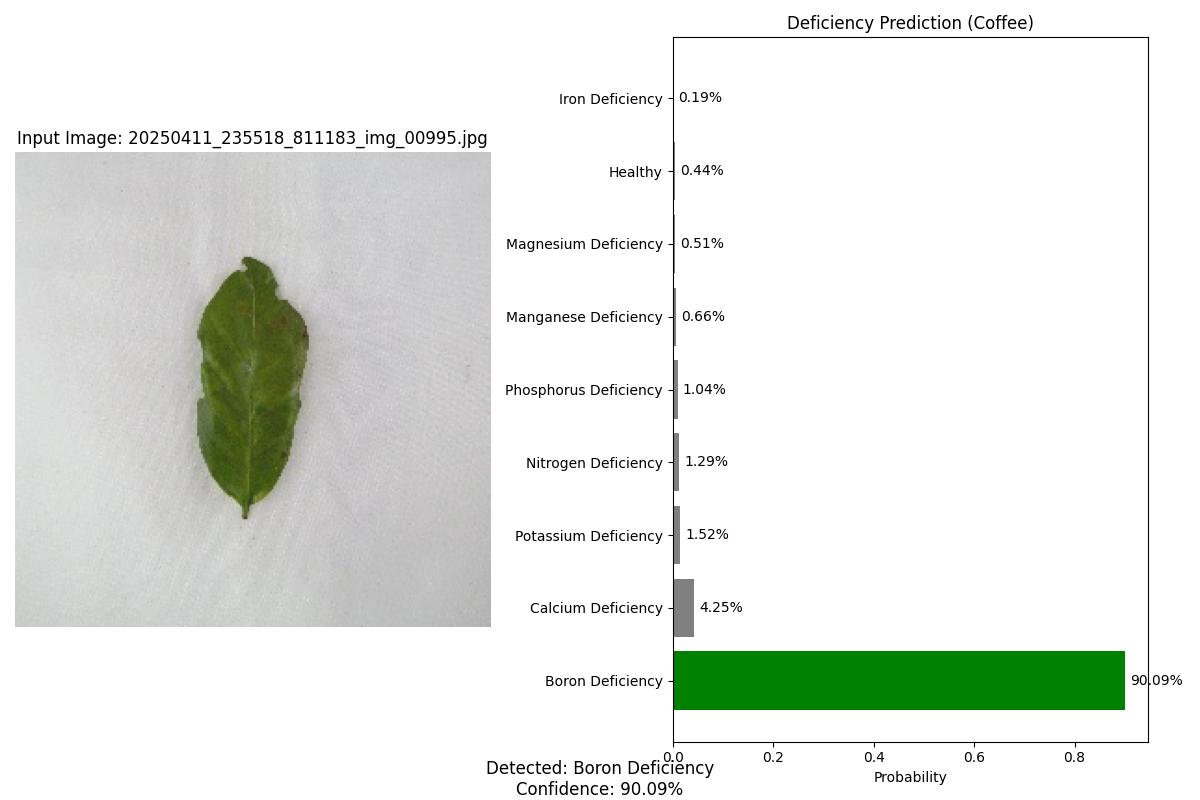 Input Image: 20250411_235518_811183_img_00995.jpg
Deficiency Prediction (Coffee)
Iron Deficiency 0.19%
Healthy 0.44%
Magnesium Deficiency 0.51%
Manganese Deficiency 0.66%
Phosphorus Deficiency 1.04%
Nitrogen Deficiency 1.29%
Potassium Deficiency 1.52%
Calcium Deficiency 4.25%
Boron Deficiency 90.09%
0.0 0.2 0.4 0.6 0.8
Probability
Detected: Boron Deficiency
Confidence: 90.09%